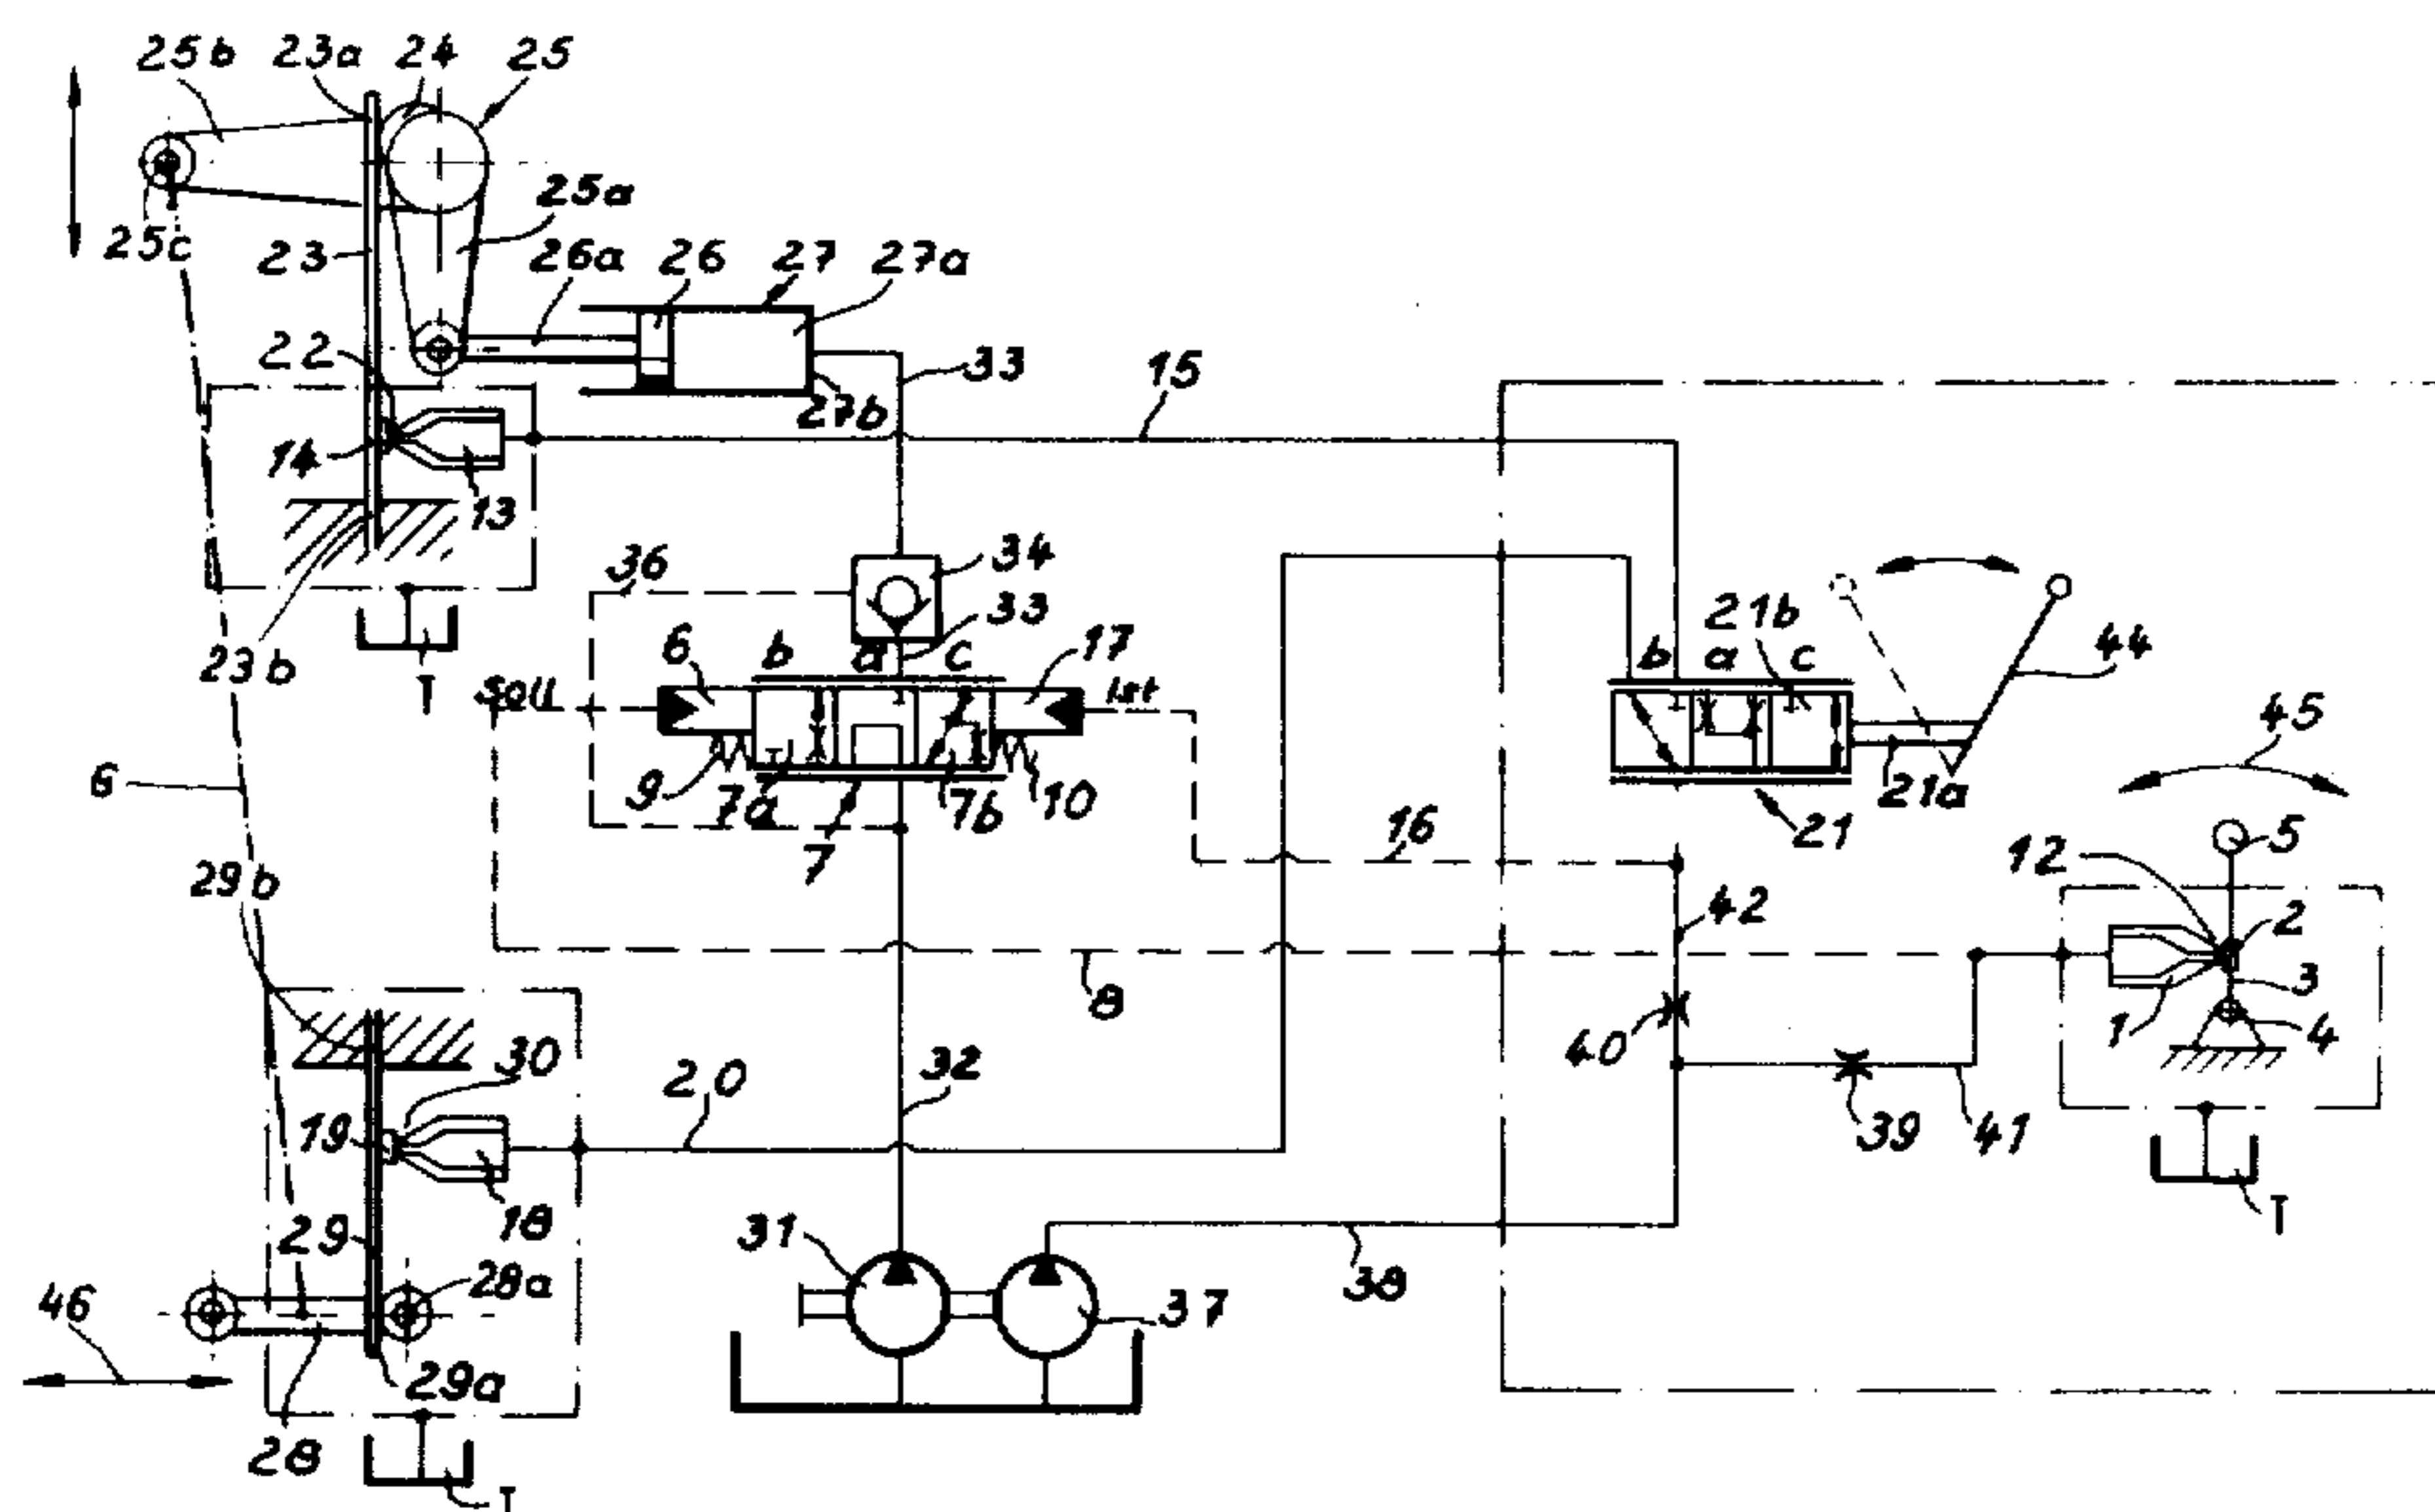 25b 23a 24 25
25a
25c 23 26a 26 27 27a
22 33 15
27b
14
13
36 34
33 21b
23b T 6 b a c 17 b a c 44
Soll Ist
45
6 9 7a 7b 10 21a
7 16 21 5
12
29b 42 2
8 3
30 32 40 1 4
19 20 39 41
18
29 31 T
28a
46 38 37
29a
28
T